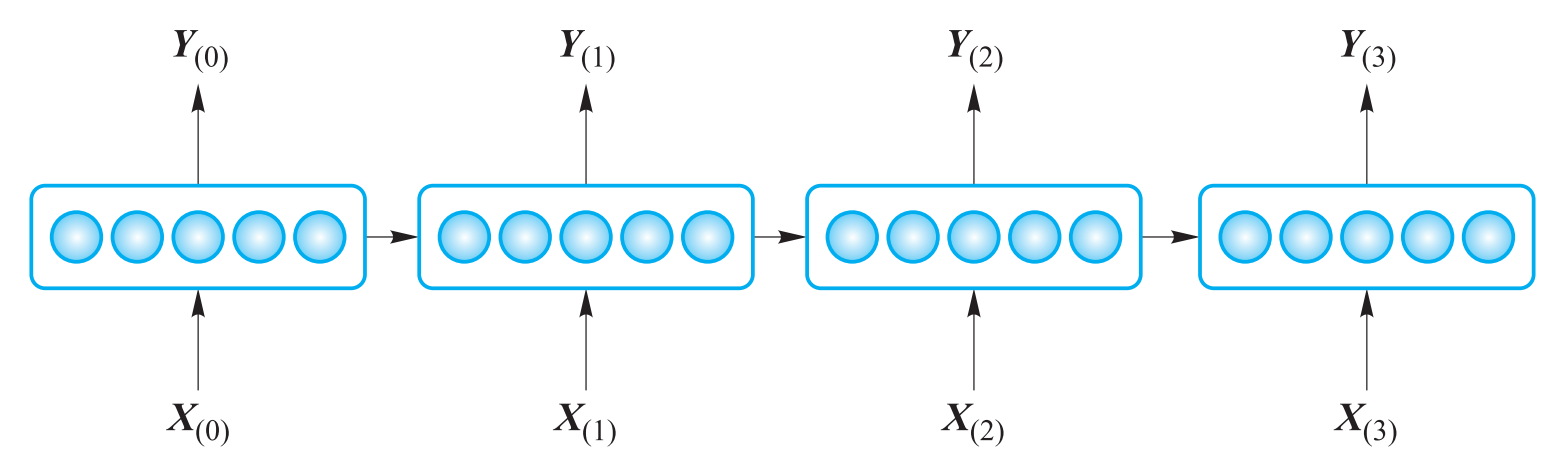 Y(0) Y(1) Y(2) Y(3)
X(0) X(1) X(2) X(3)